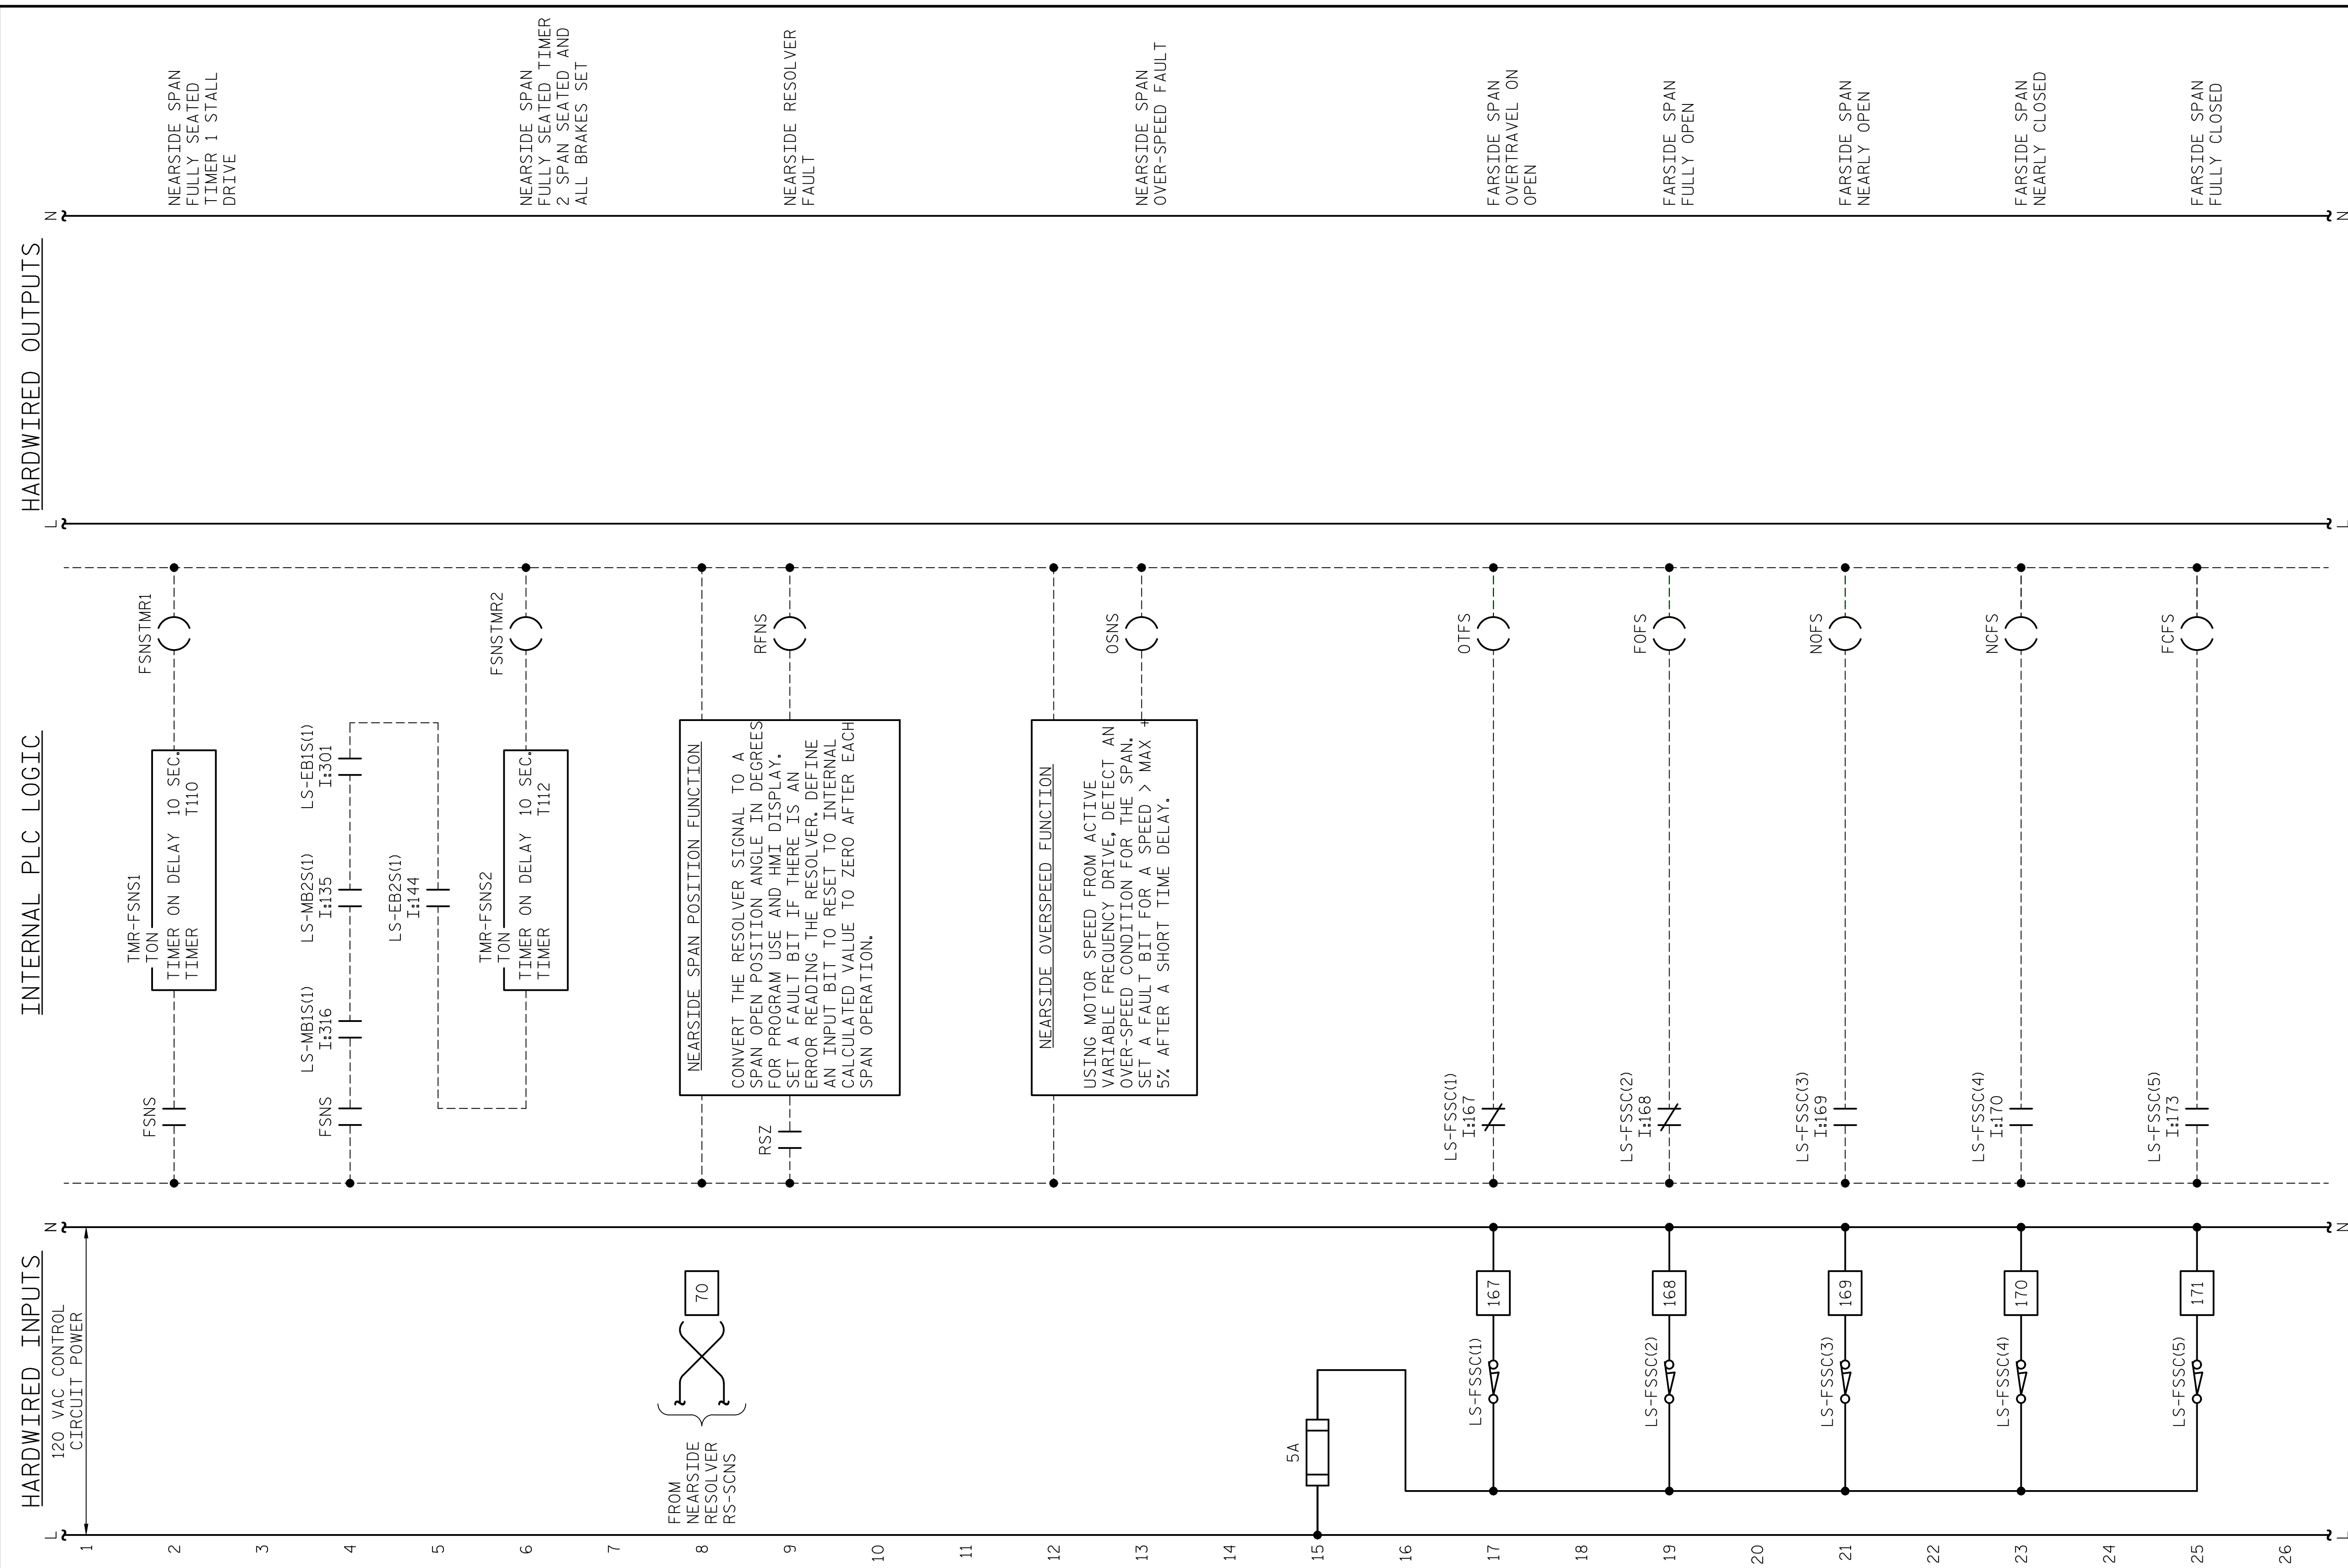 HARDWIRED INPUTS
120 VAC CONTROL
CIRCUIT POWER
L
N
INTERNAL PLC LOGIC
HARDWIRED OUTPUTS
L
N
1
2
FSNS
TMR-FSNS1
TON
TIMER ON DELAY 10 SEC.
TIMER T110
FSNSTMR1
NEARSIDE SPAN
FULLY SEATED
TIMER 1 STALL
DRIVE
3
4
FSNS
LS-MB1S(1)
I:316
LS-MB2S(1)
I:135
LS-EB1S(1)
I:301
5
LS-EB2S(1)
I:144
6
TMR-FSNS2
TON
TIMER ON DELAY 10 SEC.
TIMER T112
FSNSTMR2
NEARSIDE SPAN
FULLY SEATED TIMER
2 SPAN SEATED AND
ALL BRAKES SET
7
8
FROM
NEARSIDE
RESOLVER
RS-SCNS
70
NEARSIDE SPAN POSITION FUNCTION
CONVERT THE RESOLVER SIGNAL TO A
SPAN OPEN POSITION ANGLE IN DEGREES
FOR PROGRAM USE AND HMI DISPLAY.
SET A FAULT BIT IF THERE IS AN
ERROR READING THE RESOLVER. DEFINE
AN INPUT BIT TO RESET TO INTERNAL
CALCULATED VALUE TO ZERO AFTER EACH
SPAN OPERATION.
9
RSZ
RFNS
NEARSIDE RESOLVER
FAULT
10
11
12
NEARSIDE OVERSPEED FUNCTION
USING MOTOR SPEED FROM ACTIVE
VARIABLE FREQUENCY DRIVE, DETECT AN
OVER-SPEED CONDITION FOR THE SPAN.
SET A FAULT BIT FOR A SPEED > MAX +
5% AFTER A SHORT TIME DELAY.
13
OSNS
NEARSIDE SPAN
OVER-SPEED FAULT
14
15
5A
16
17
LS-FSSC(1)
167
LS-FSSC(1)
I:167
OTFS
FARSIDE SPAN
OVERTRAVEL ON
OPEN
18
19
LS-FSSC(2)
168
LS-FSSC(2)
I:168
FOFS
FARSIDE SPAN
FULLY OPEN
20
21
LS-FSSC(3)
169
LS-FSSC(3)
I:169
NOFS
FARSIDE SPAN
NEARLY OPEN
22
23
LS-FSSC(4)
170
LS-FSSC(4)
I:170
NCFS
FARSIDE SPAN
NEARLY CLOSED
24
25
LS-FSSC(5)
171
LS-FSSC(5)
I:173
FCFS
FARSIDE SPAN
FULLY CLOSED
26
L
N
L
N